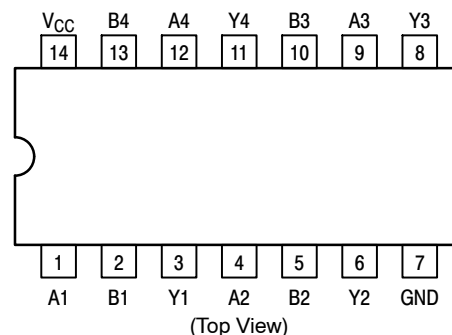 VCC B4 A4 Y4 B3 A3 Y3
14 13 12 11 10 9 8
1 2 3 4 5 6 7
A1 B1 Y1 A2 B2 Y2 GND
(Top View)